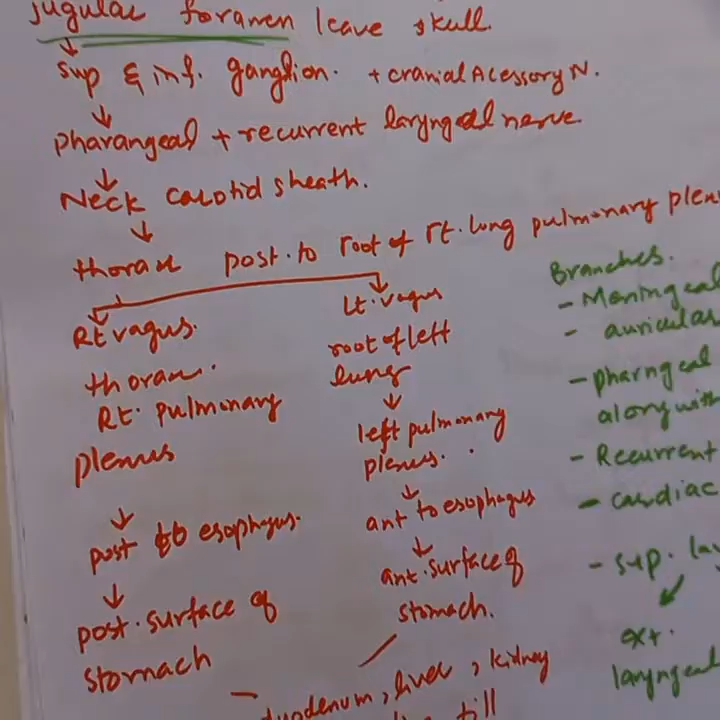 jugular foramen leave skull.
sup & inf. ganglion. + cranial Acessory N.
pharangeal + recurrent laryngeal nerve.
Neck carotid sheath.
thorax post. to root of rt. lung pulmonary plexu
Rt vagus.
thorax.
Rt. pulmonary
plexus
post to esophagus.
post. surface of
stomach
Lt. vagus
root of left
lung
left pulmonary
plexus.
ant to esophagus
ant. surface of
stomach.
duodenum, liver, kidney
till
Branches.
- Meningeal
- auricular
- pharngeal
along with
- Recurrent
- cardiac
- sup. lay
ext.
laryngeal